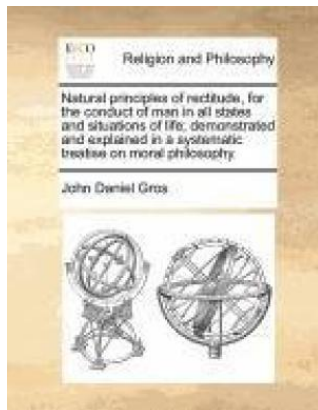 ECCO
Religion and Philosophy
Natural principles of rectitude, for
the conduct of man in all states
and situations of life; demonstrated
and explained in a systematic
treatise on moral philosophy.
John Daniel Gros